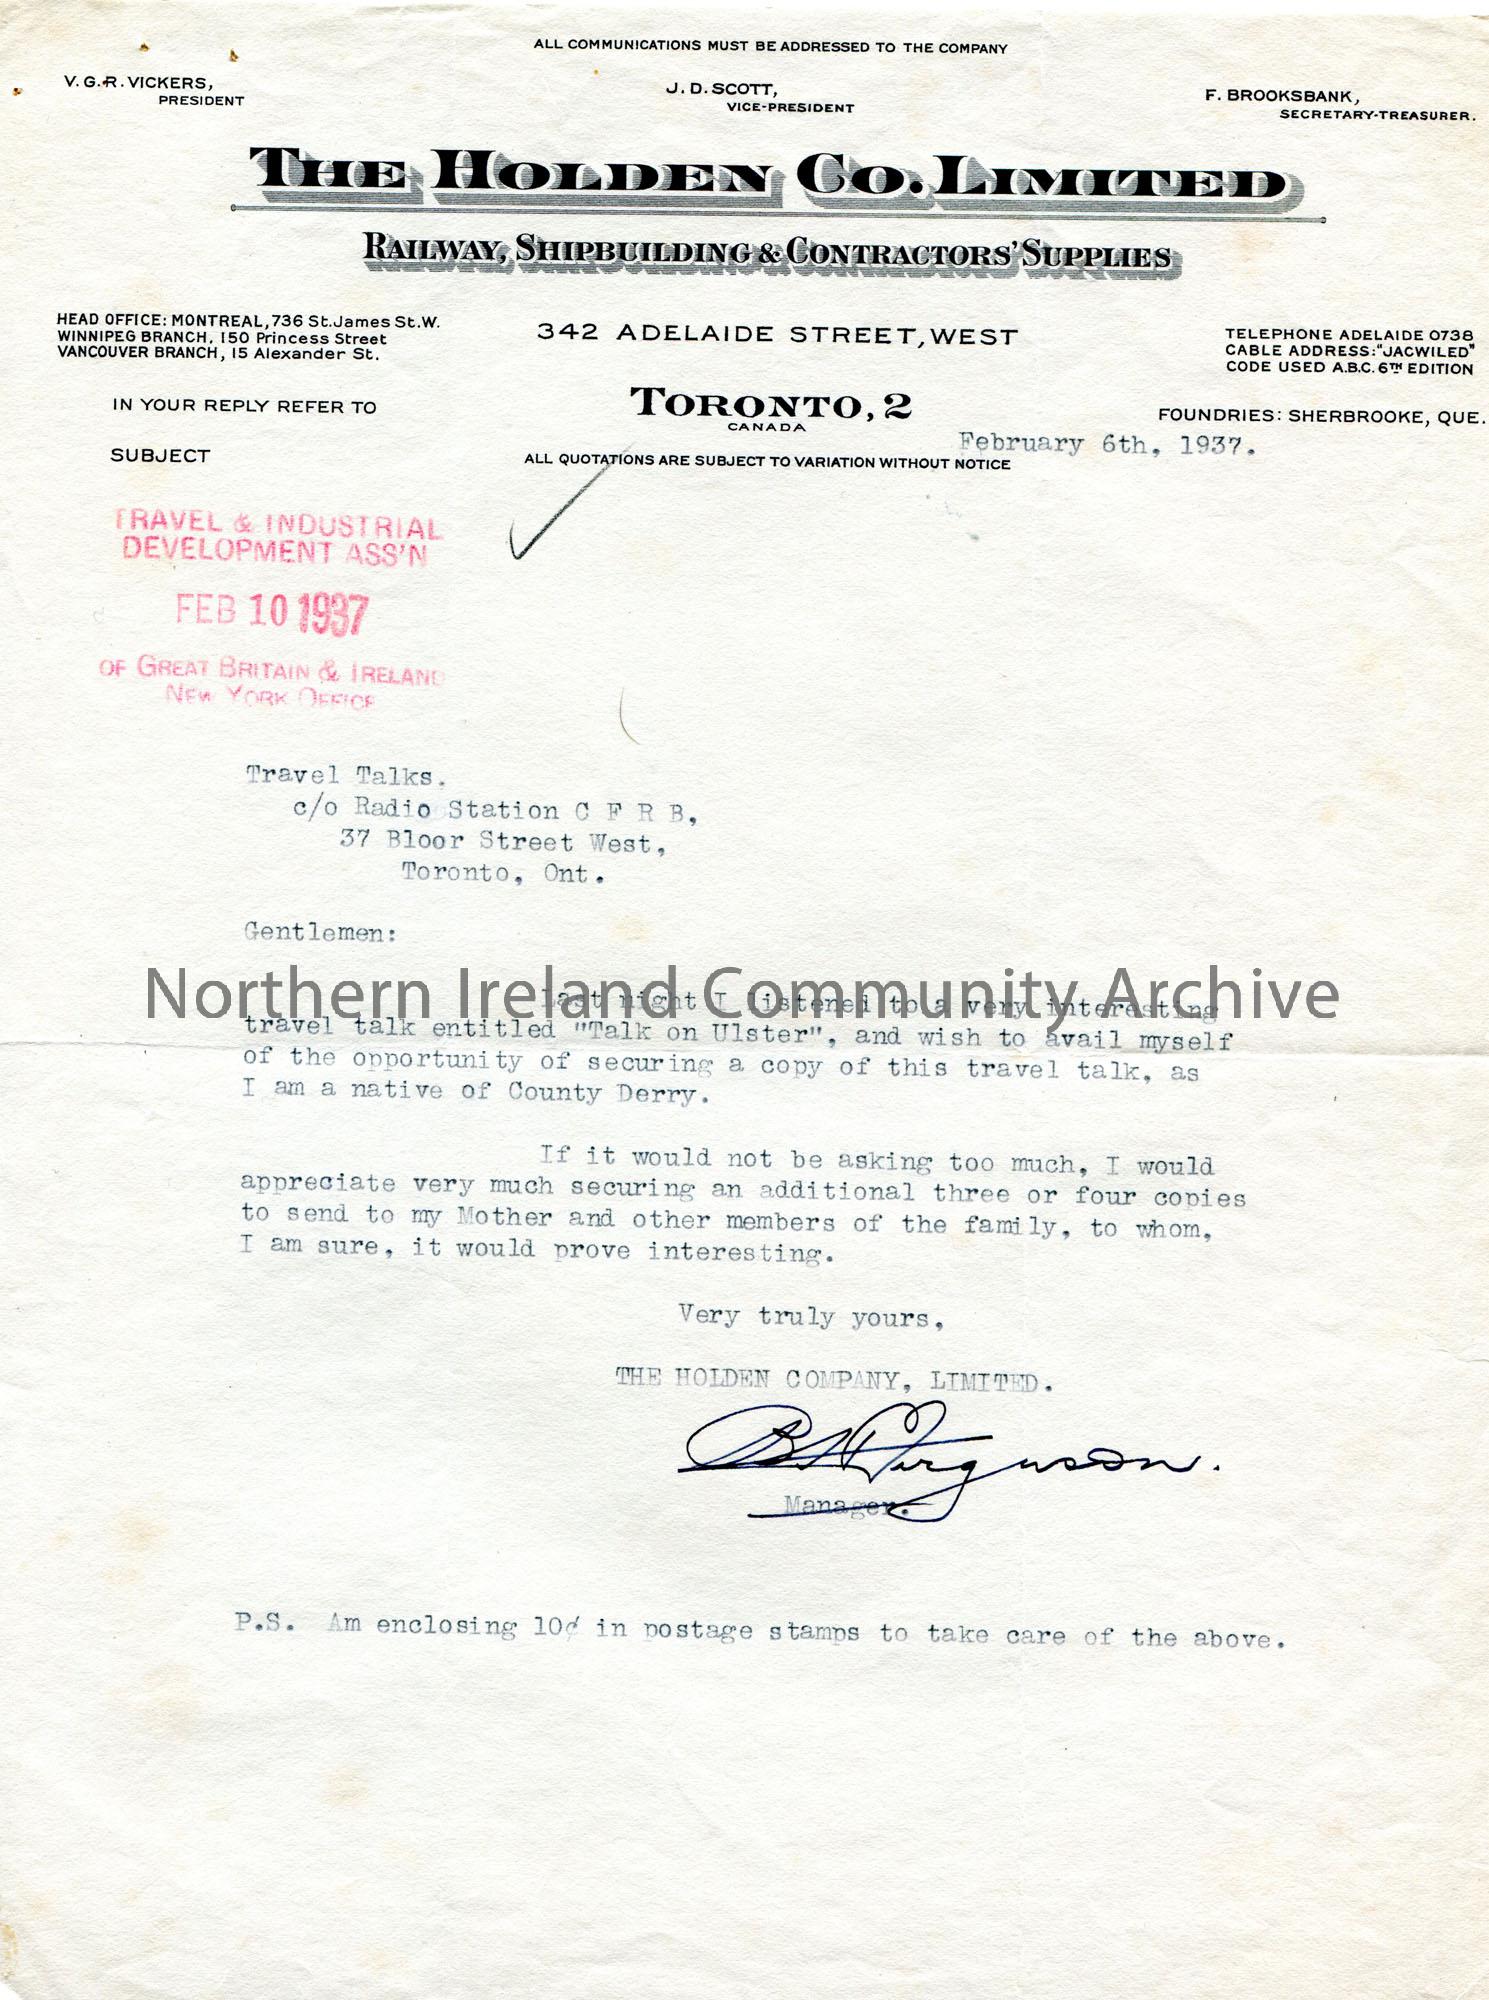 ALL COMMUNICATIONS MUST BE ADDRESSED TO THE COMPANY
V. G. R. VICKERS,
PRESIDENT
J. D. SCOTT,
VICE-PRESIDENT
F. BROOKSBANK,
SECRETARY-TREASURER.
THE HOLDEN CO. LIMITED
RAILWAY, SHIPBUILDING & CONTRACTORS' SUPPLIES
HEAD OFFICE: MONTREAL, 736 St. James St. W.
WINNIPEG BRANCH, 150 Princess Street
VANCOUVER BRANCH, 15 Alexander St.
342 ADELAIDE STREET, WEST
TELEPHONE ADELAIDE 0738
CABLE ADDRESS: "JACWILED"
CODE USED A.B.C. 6TH EDITION
IN YOUR REPLY REFER TO
TORONTO, 2
CANADA
FOUNDRIES: SHERBROOKE, QUE.
February 6th, 1937.
SUBJECT
ALL QUOTATIONS ARE SUBJECT TO VARIATION WITHOUT NOTICE
TRAVEL & INDUSTRIAL
DEVELOPMENT ASS'N
FEB 10 1937
OF GREAT BRITAIN & IRELAND
NEW YORK OFFICE
Travel Talks.
c/o Radio Station C F R B,
37 Bloor Street West,
Toronto, Ont.
Gentlemen:
Northern Ireland Community Archive
Last night I listened to a very interesting
travel talk entitled "Talk on Ulster", and wish to avail myself
of the opportunity of securing a copy of this travel talk, as
I am a native of County Derry.
If it would not be asking too much, I would
appreciate very much securing an additional three or four copies
to send to my Mother and other members of the family, to whom,
I am sure, it would prove interesting.
Very truly yours,
THE HOLDEN COMPANY, LIMITED.
Ferguson.
Manager.
P.S. Am enclosing 10¢ in postage stamps to take care of the above.